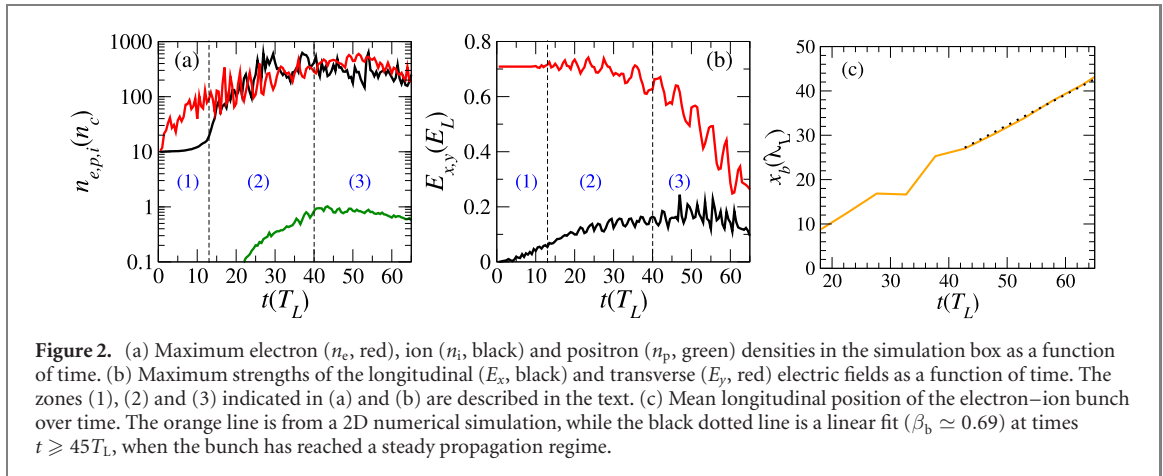 1000
100
10
1
0.1
n_{e,p,i}(n_c)
(a)
(1) (2) (3)
0 10 20 30 40 50 60
t(T_L)
0.8
0.6
0.4
0.2
0
E_{x,y}(E_L)
(b)
(1) (2) (3)
0 10 20 30 40 50 60
t(T_L)
50
40
30
20
10
0
x_b(λ_L)
(c)
20 30 40 50 60
t(T_L)
Figure 2. (a) Maximum electron (n_e, red), ion (n_i, black) and positron (n_p, green) densities in the simulation box as a function
of time. (b) Maximum strengths of the longitudinal (E_x, black) and transverse (E_y, red) electric fields as a function of time. The
zones (1), (2) and (3) indicated in (a) and (b) are described in the text. (c) Mean longitudinal position of the electron–ion bunch
over time. The orange line is from a 2D numerical simulation, while the black dotted line is a linear fit (β_b ≃ 0.69) at times
t ⩾ 45T_L, when the bunch has reached a steady propagation regime.